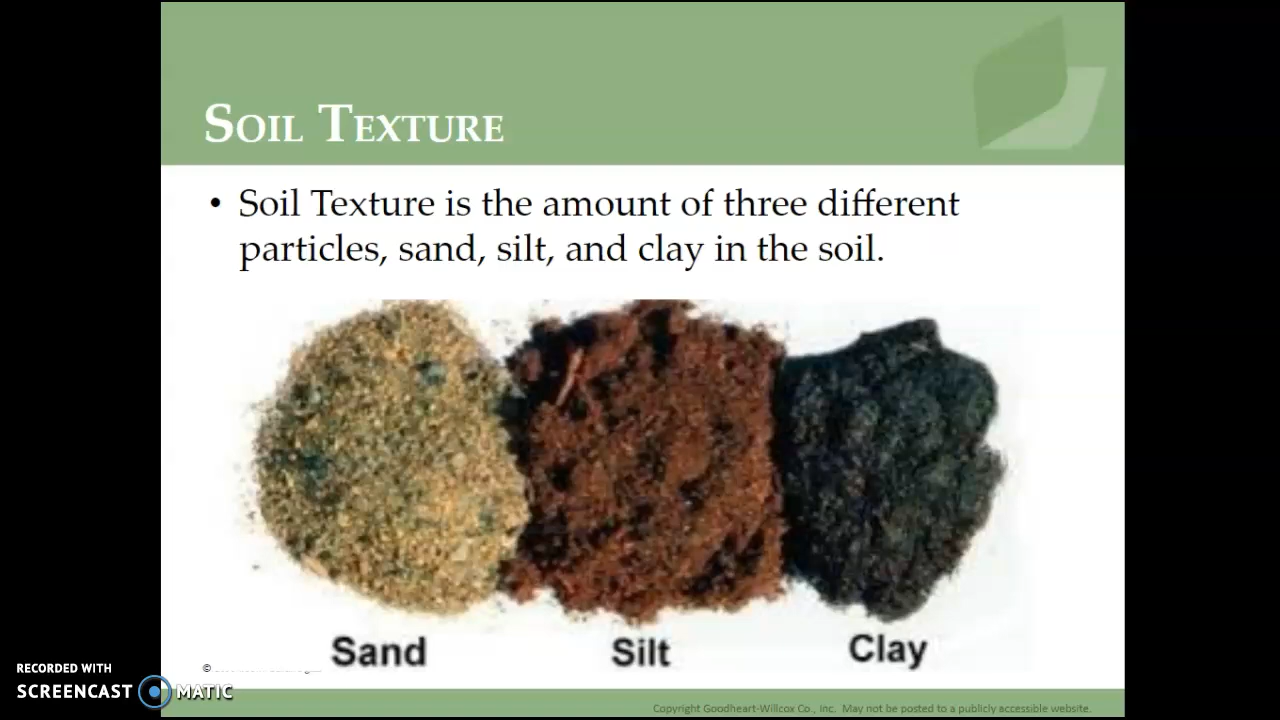 SOIL TEXTURE
• Soil Texture is the amount of three different
particles, sand, silt, and clay in the soil.
Sand Silt Clay
©
RECORDED WITH
SCREENCAST MATIC
Copyright Goodheart-Willcox Co., Inc. May not be posted to a publicly accessible website.